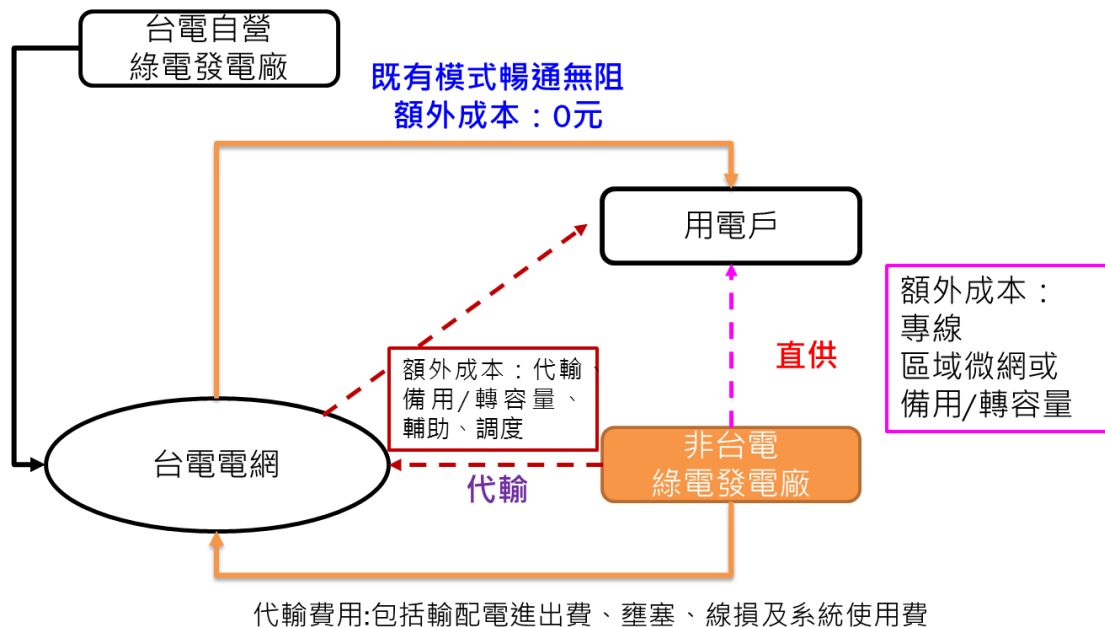 台電自營
綠電發電廠
既有模式暢通無阻
額外成本：0元
用電戶
額外成本：
專線
區域微網或
備用/轉容量
直供
額外成本：代輸、
備用/轉容量、
輔助、調度
台電電網
代輸
非台電
綠電發電廠
代輸費用:包括輸配電進出費、壅塞、線損及系統使用費